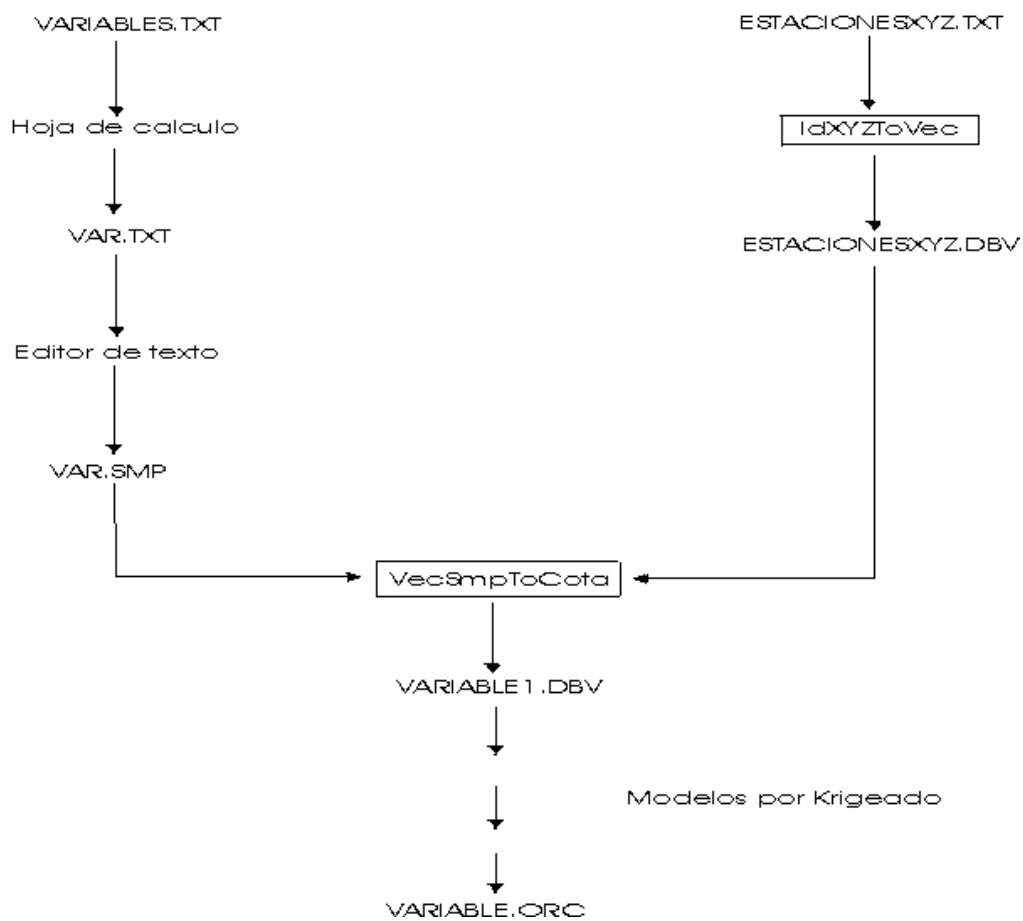 VARIABLES.TXT
ESTACIONESXYZ.TXT
Hoja de calculo
IdXYZToVec
VAR.TXT
ESTACIONESXYZ.DBV
Editor de texto
VAR.SMP
VecSmpToCota
VARIABLE1.DBV
Modelos por Krigeado
VARIABLE.ORC